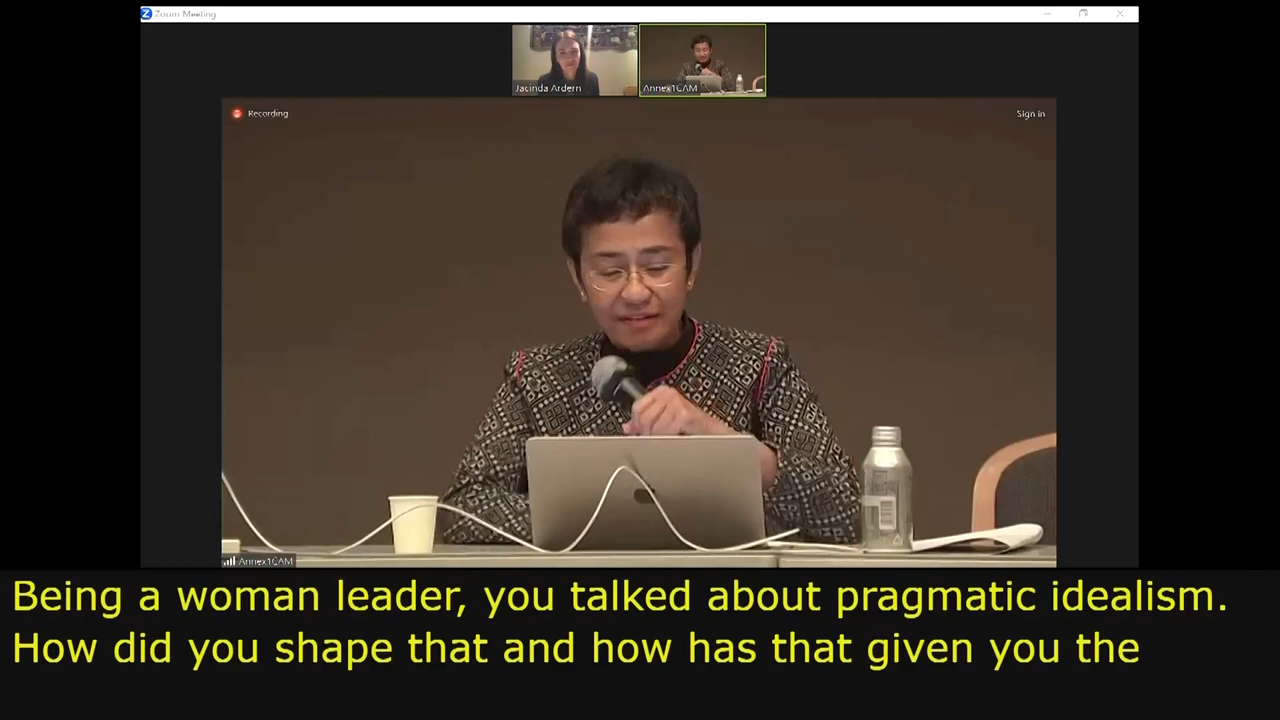 Zoom Meeting
Jacinda Ardern
Annex1CAM
Recording
Sign in
Annex1CAM
Being a woman leader, you talked about pragmatic idealism.
How did you shape that and how has that given you the